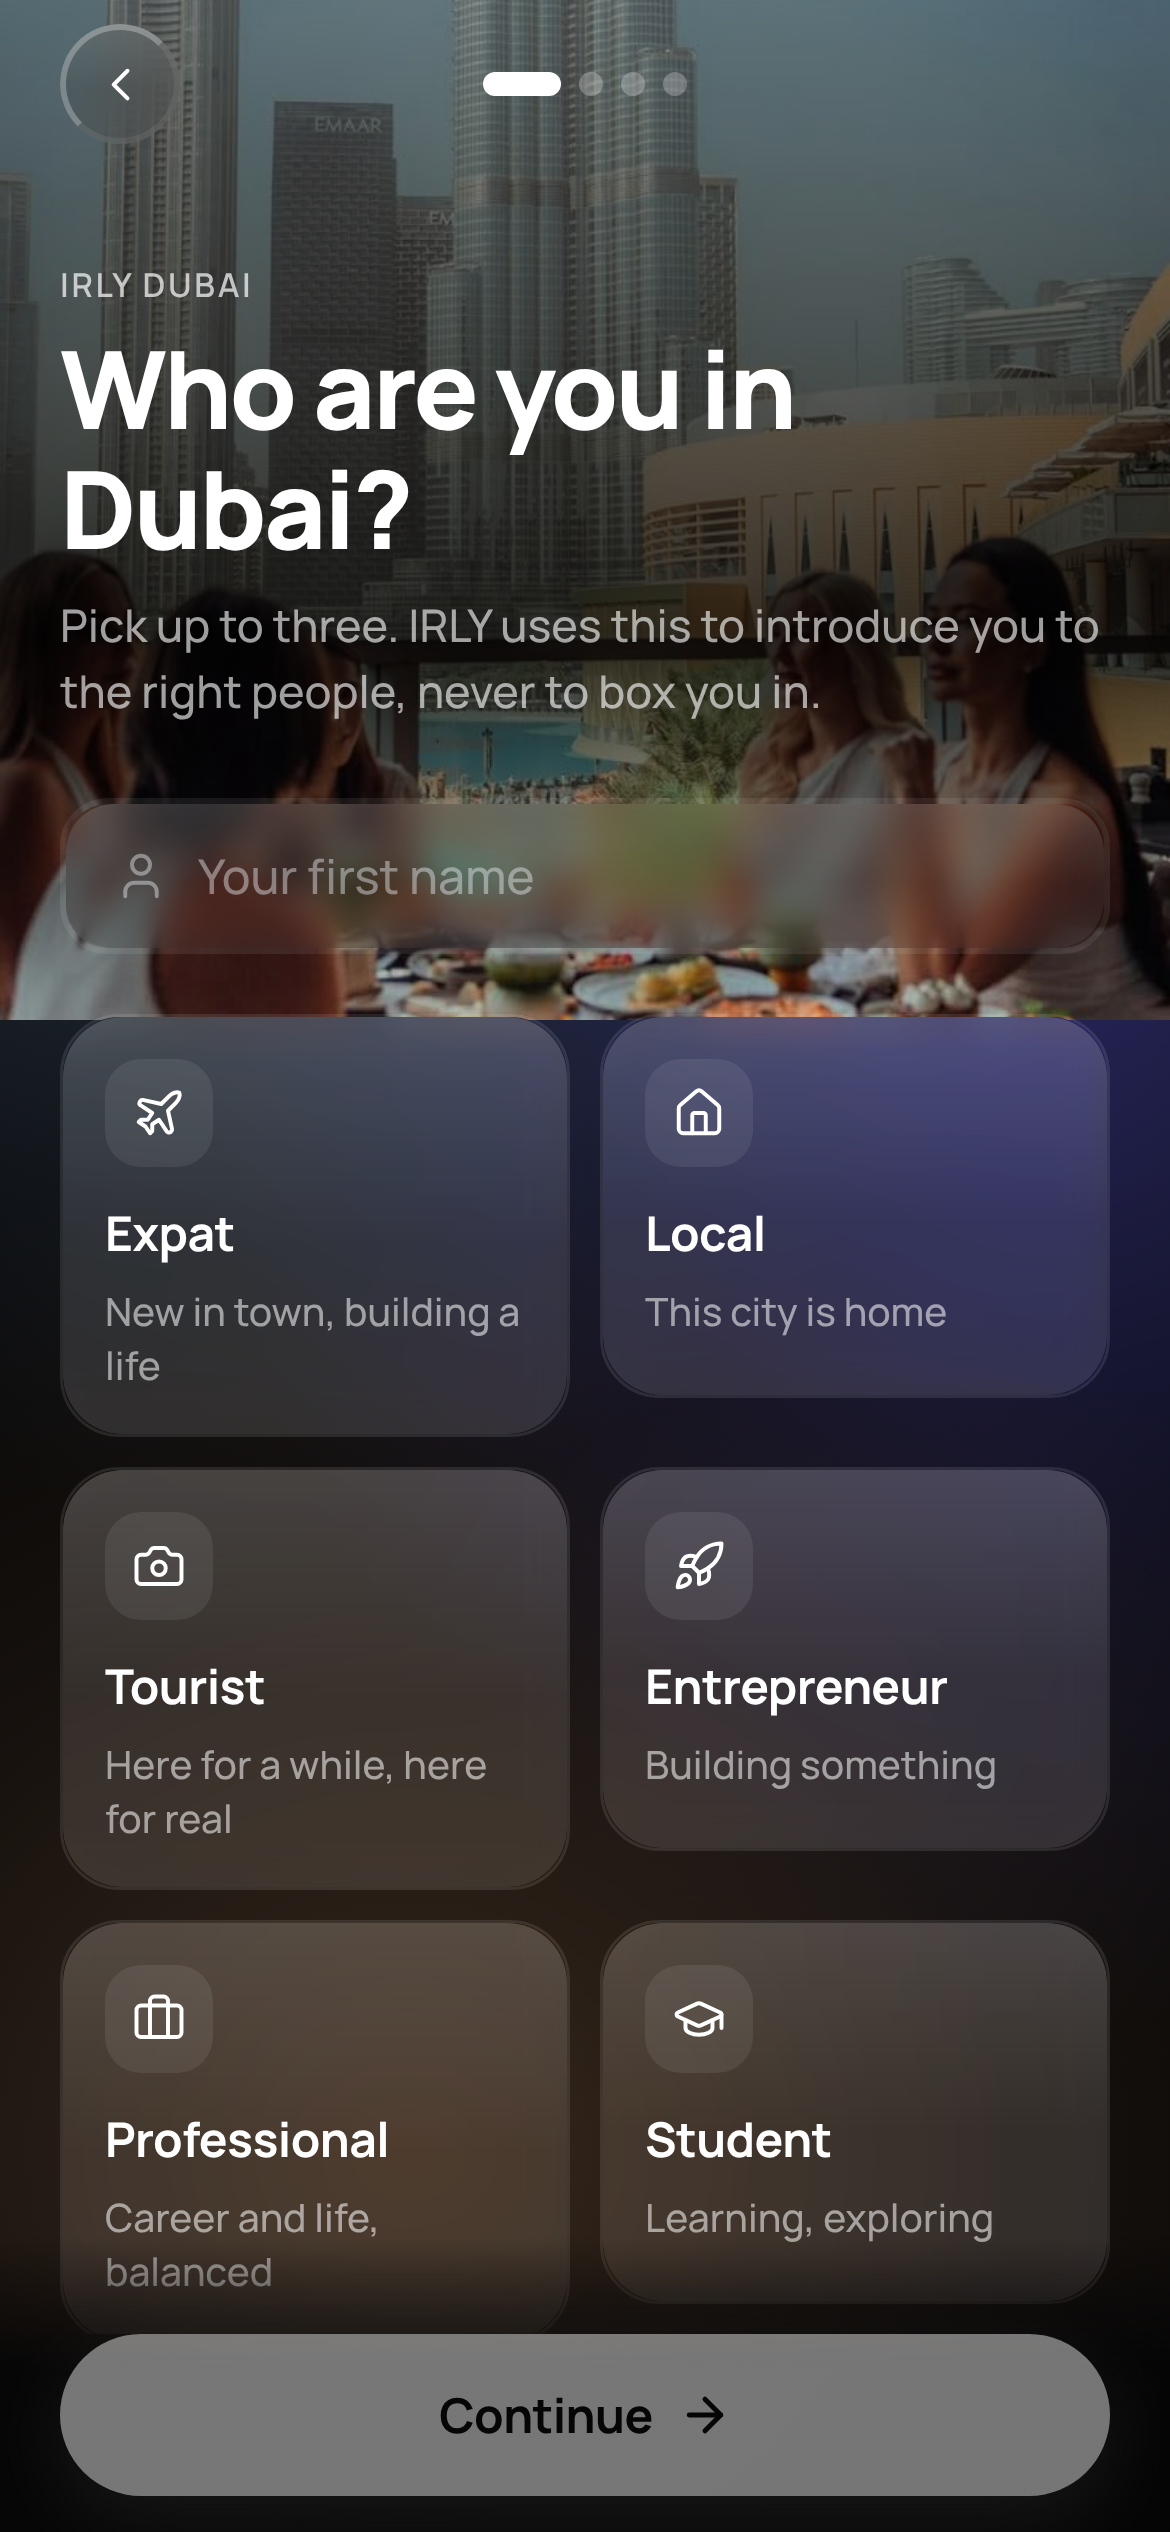 EMAAR
EM
IRLY DUBAI
Who are you in
Dubai?
Pick up to three. IRLY uses this to introduce you to
the right people, never to box you in.
Your first name
Expat
New in town, building a
life
Local
This city is home
Tourist
Here for a while, here
for real
Entrepreneur
Building something
Professional
Career and life,
balanced
Student
Learning, exploring
Continue